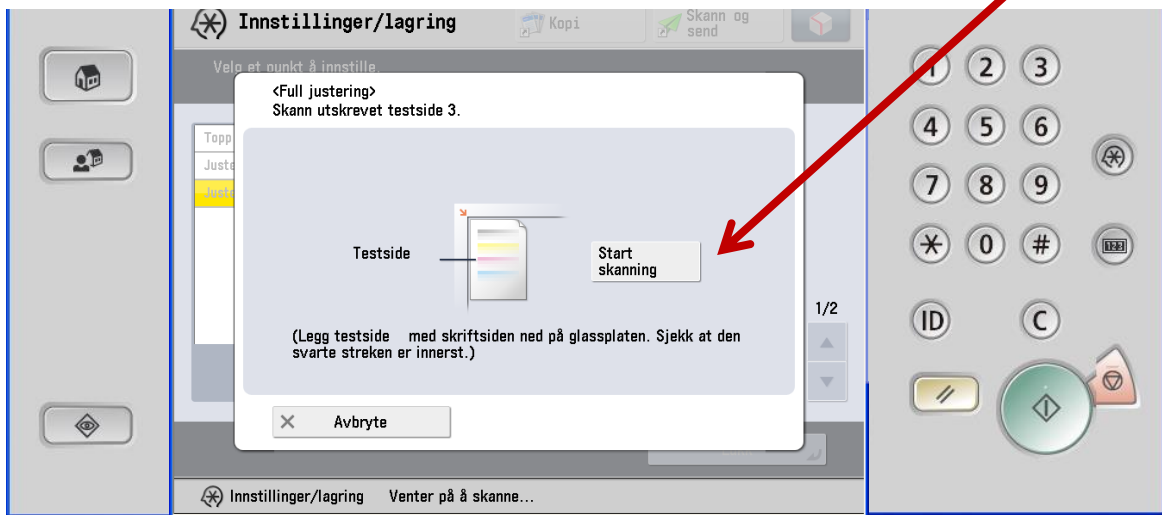 Innstillinger/lagring
Kopi
Skann og
send
Velg et punkt å innstille.
<Full justering>
Skann utskrevet testside 3.
Topp
Juste
Juste
Testside
Start
skanning
1/2
(Legg testside med skriftsiden ned på glassplaten. Sjekk at den
svarte streken er innerst.)
Avbryte
Innstillinger/lagring Venter på å skanne...
1 2 3
4 5 6
7 8 9
0 #
123
ID C